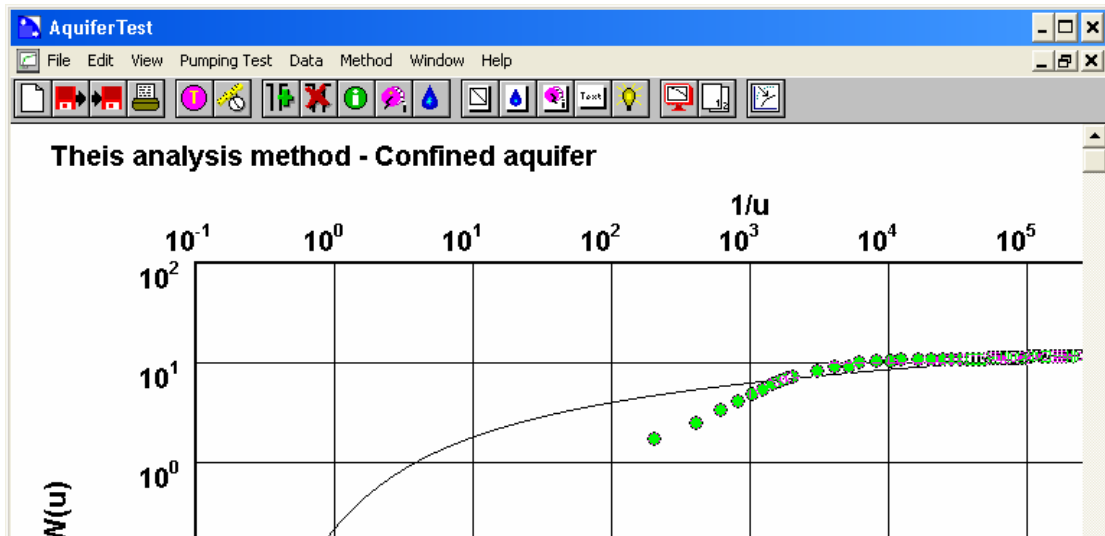 AquiferTest
File Edit View Pumping Test Data Method Window Help
T i i Text 12
Theis analysis method - Confined aquifer
1/u
10⁻¹ 10⁰ 10¹ 10² 10³ 10⁴ 10⁵
10²
10¹
10⁰
W(u)